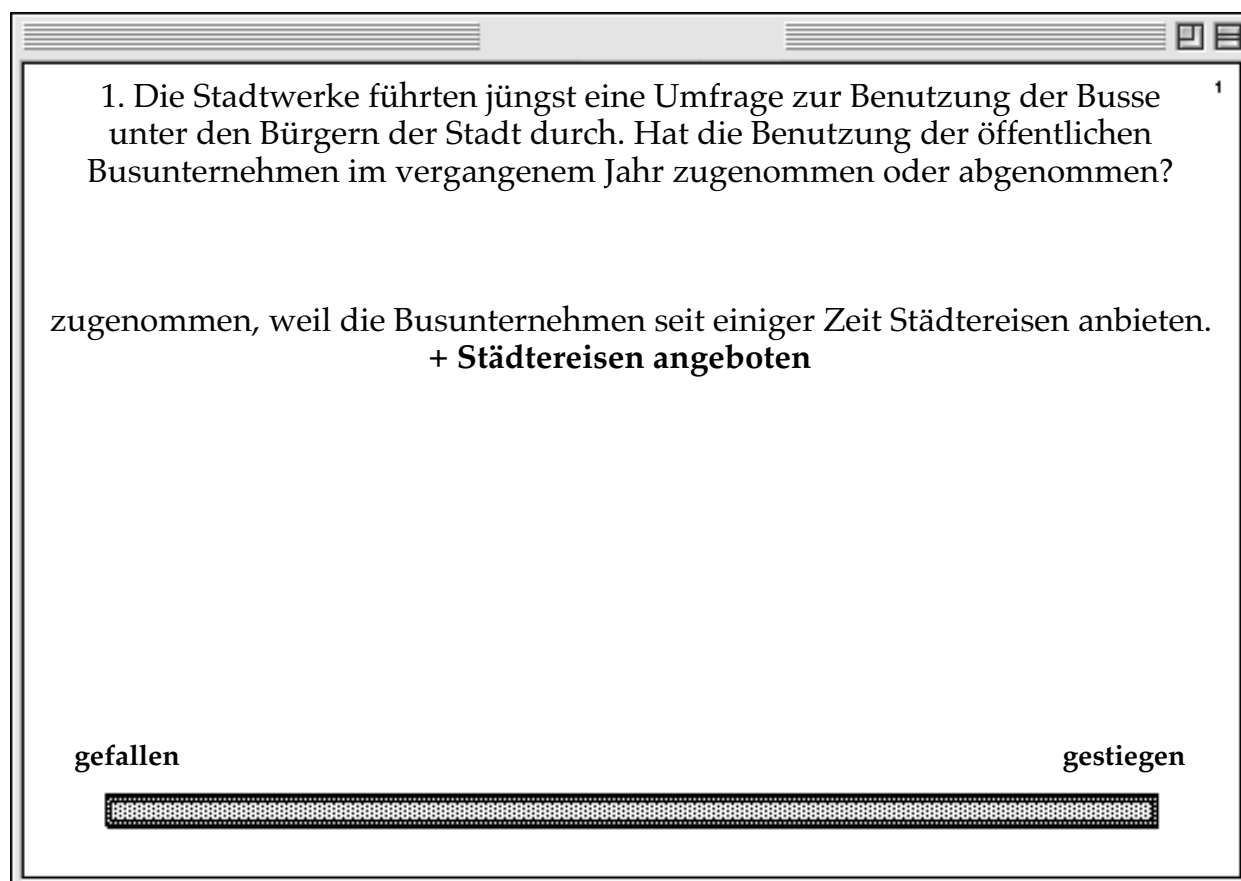 1. Die Stadtwerke führten jüngst eine Umfrage zur Benutzung der Busse
1
unter den Bürgern der Stadt durch. Hat die Benutzung der öffentlichen
Busunternehmen im vergangenem Jahr zugenommen oder abgenommen?
zugenommen, weil die Busunternehmen seit einiger Zeit Städtereisen anbieten.
+ Städtereisen angeboten
gefallen
gestiegen